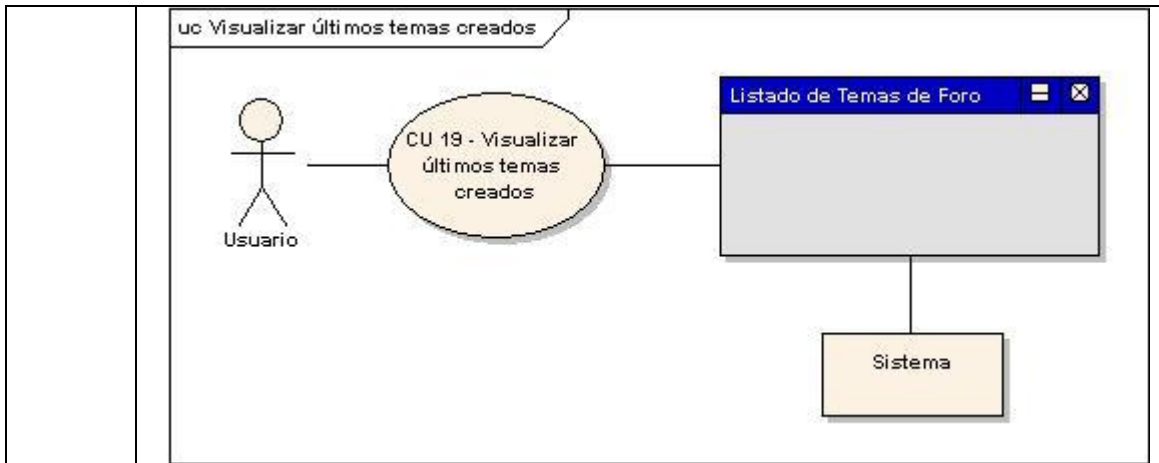 uc Visualizar últimos temas creados
Listado de Temas de Foro
CU 19 - Visualizar
últimos temas
creados
Usuario
Sistema